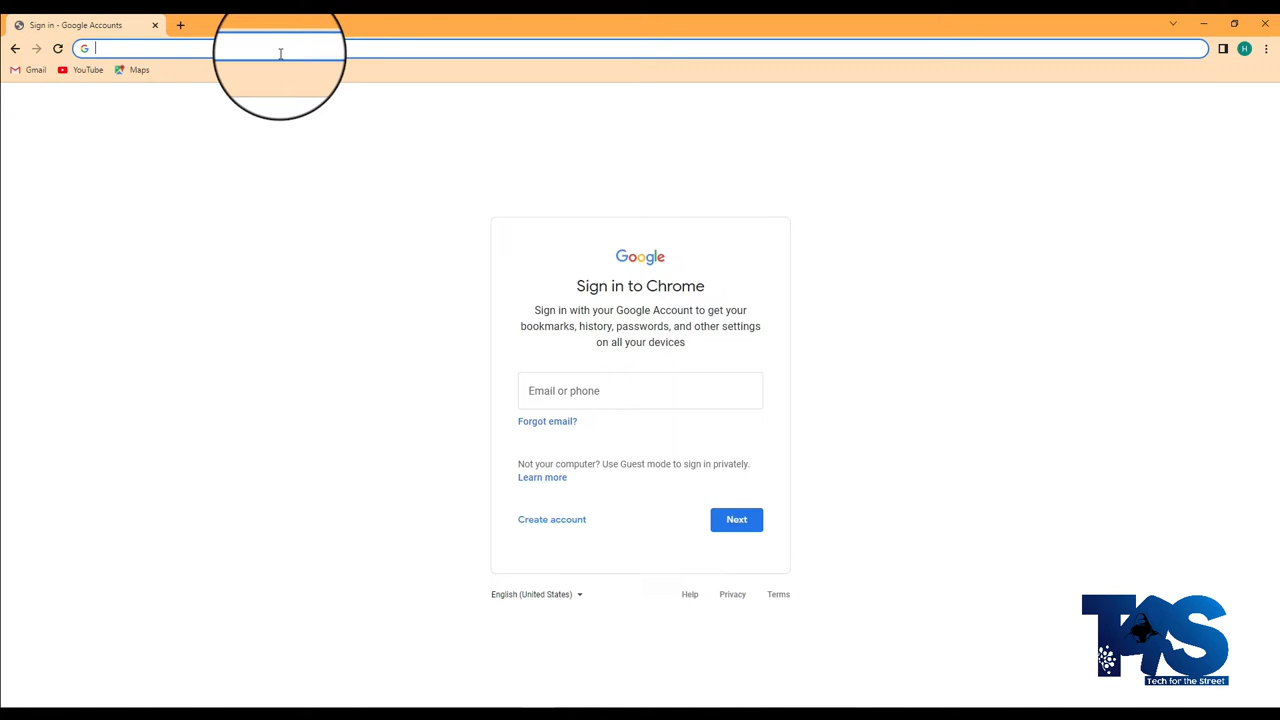 Sign in - Google Accounts
G
H
Gmail
YouTube
Maps
Google
Sign in to Chrome
Sign in with your Google Account to get your
bookmarks, history, passwords, and other settings
on all your devices
Email or phone
Forgot email?
Not your computer? Use Guest mode to sign in privately.
Learn more
Create account
Next
English (United States)
Help
Privacy
Terms
T4S
Tech for the Street